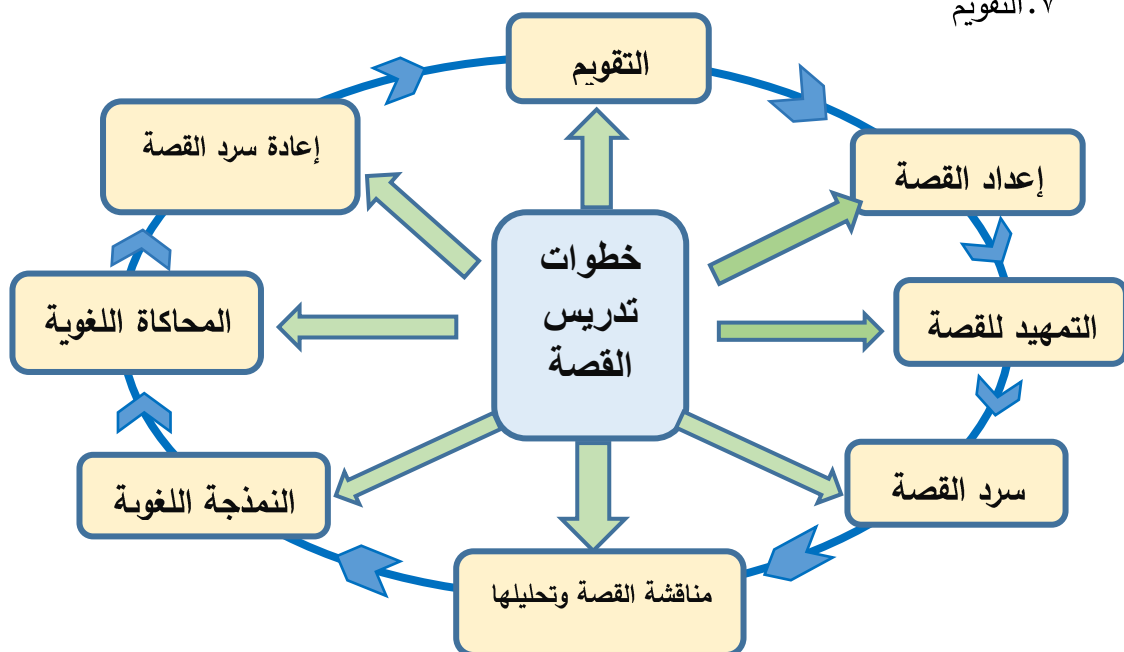 ٧.التقويم
التقويم
إعداد القصة
التمهيد للقصة
سرد القصة
مناقشة القصة وتحليلها
النمذجة اللغوية
المحاكاة اللغوية
إعادة سرد القصة
خطوات
تدريس
القصة